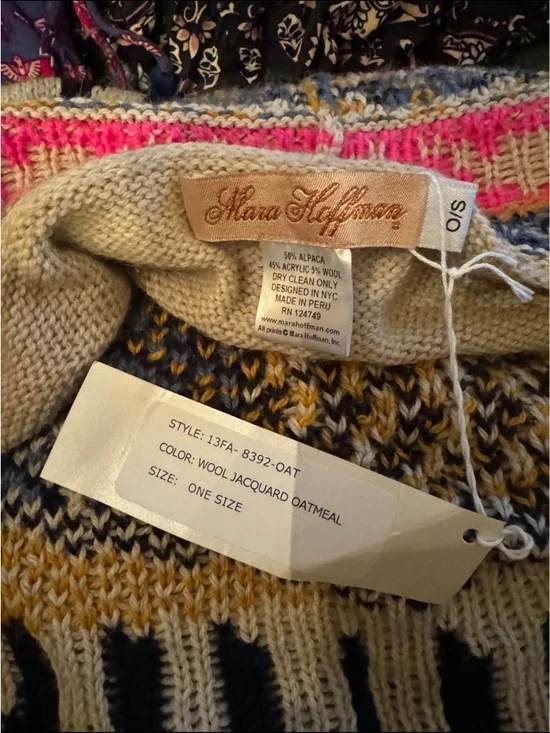 Mara Hoffman®
O/S
50% ALPACA
45% ACRYLIC 5% WOOL
DRY CLEAN ONLY
DESIGNED IN NYC
MADE IN PERU
RN 124749
www.marahoffman.com
All prints © Mara Hoffman, Inc.
STYLE: 13FA- 8392-OAT
COLOR: WOOL JACQUARD OATMEAL
SIZE: ONE SIZE